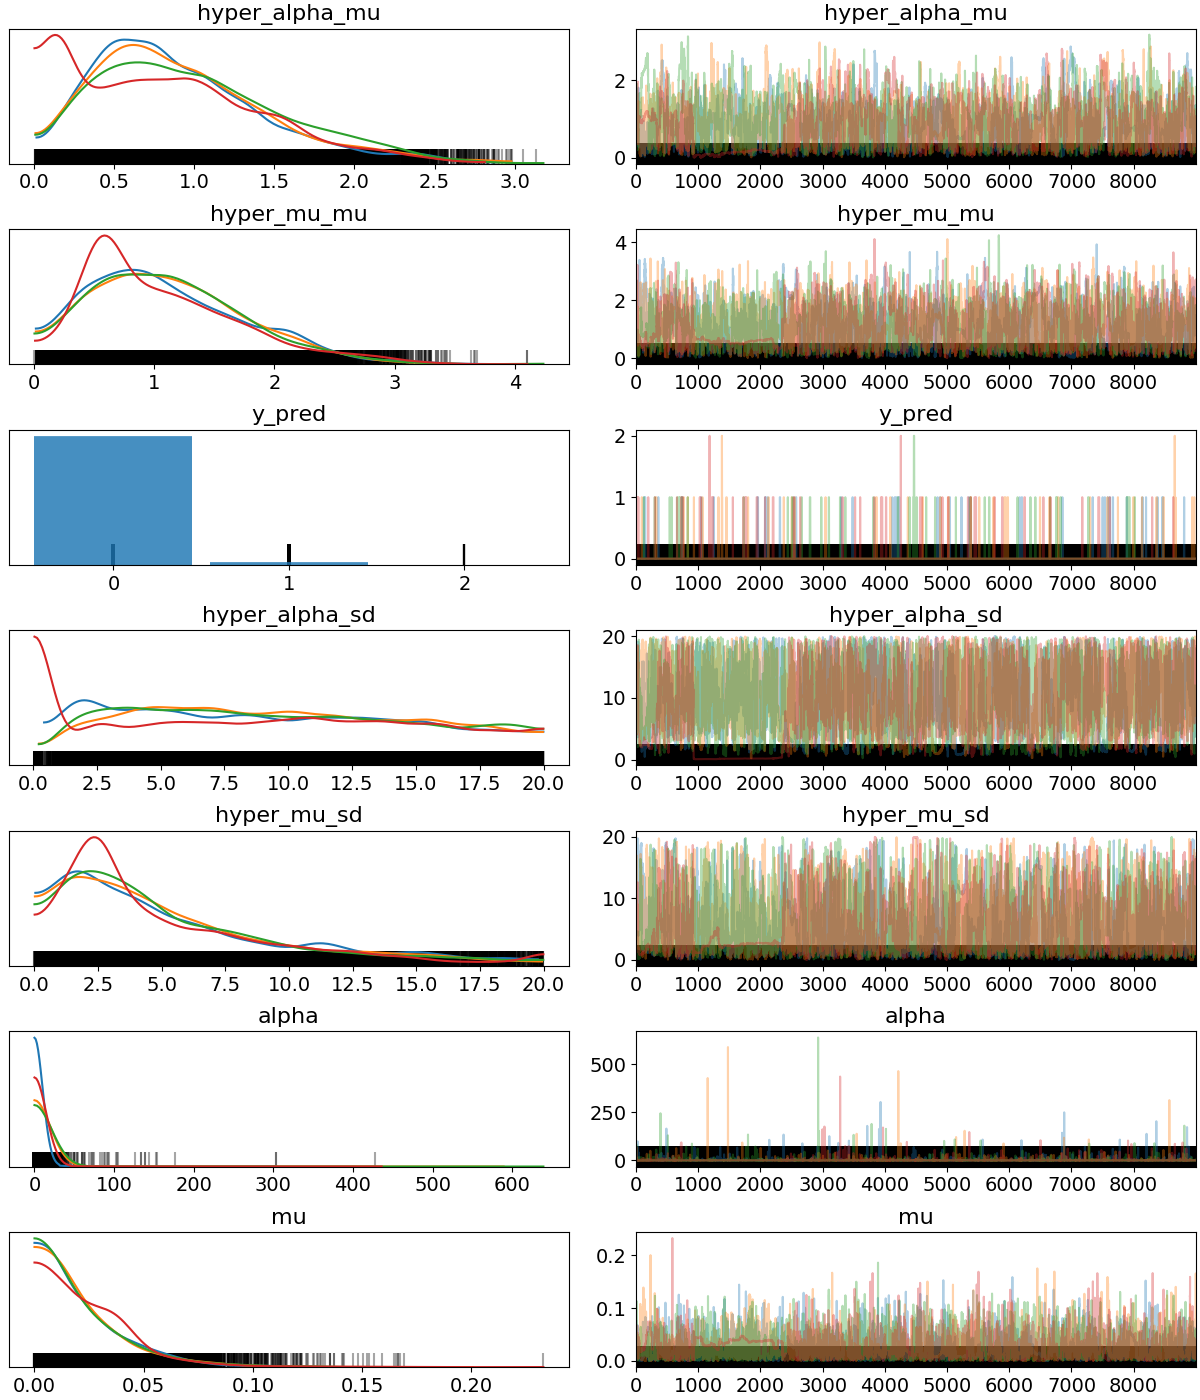 hyper_alpha_mu hyper_alpha_mu
2
0
0.0 0.5 1.0 1.5 2.0 2.5 3.0 0 1000 2000 3000 4000 5000 6000 7000 8000
hyper_mu_mu hyper_mu_mu
4
2
0
0 1 2 3 4 0 1000 2000 3000 4000 5000 6000 7000 8000
y_pred y_pred
2
1
0
0 1 2 0 1000 2000 3000 4000 5000 6000 7000 8000
hyper_alpha_sd hyper_alpha_sd
20
10
0
0.0 2.5 5.0 7.5 10.0 12.5 15.0 17.5 20.0 0 1000 2000 3000 4000 5000 6000 7000 8000
hyper_mu_sd hyper_mu_sd
20
10
0
0.0 2.5 5.0 7.5 10.0 12.5 15.0 17.5 20.0 0 1000 2000 3000 4000 5000 6000 7000 8000
alpha alpha
500
250
0
0 100 200 300 400 500 600 0 1000 2000 3000 4000 5000 6000 7000 8000
mu mu
0.2
0.1
0.0
0.00 0.05 0.10 0.15 0.20 0 1000 2000 3000 4000 5000 6000 7000 8000